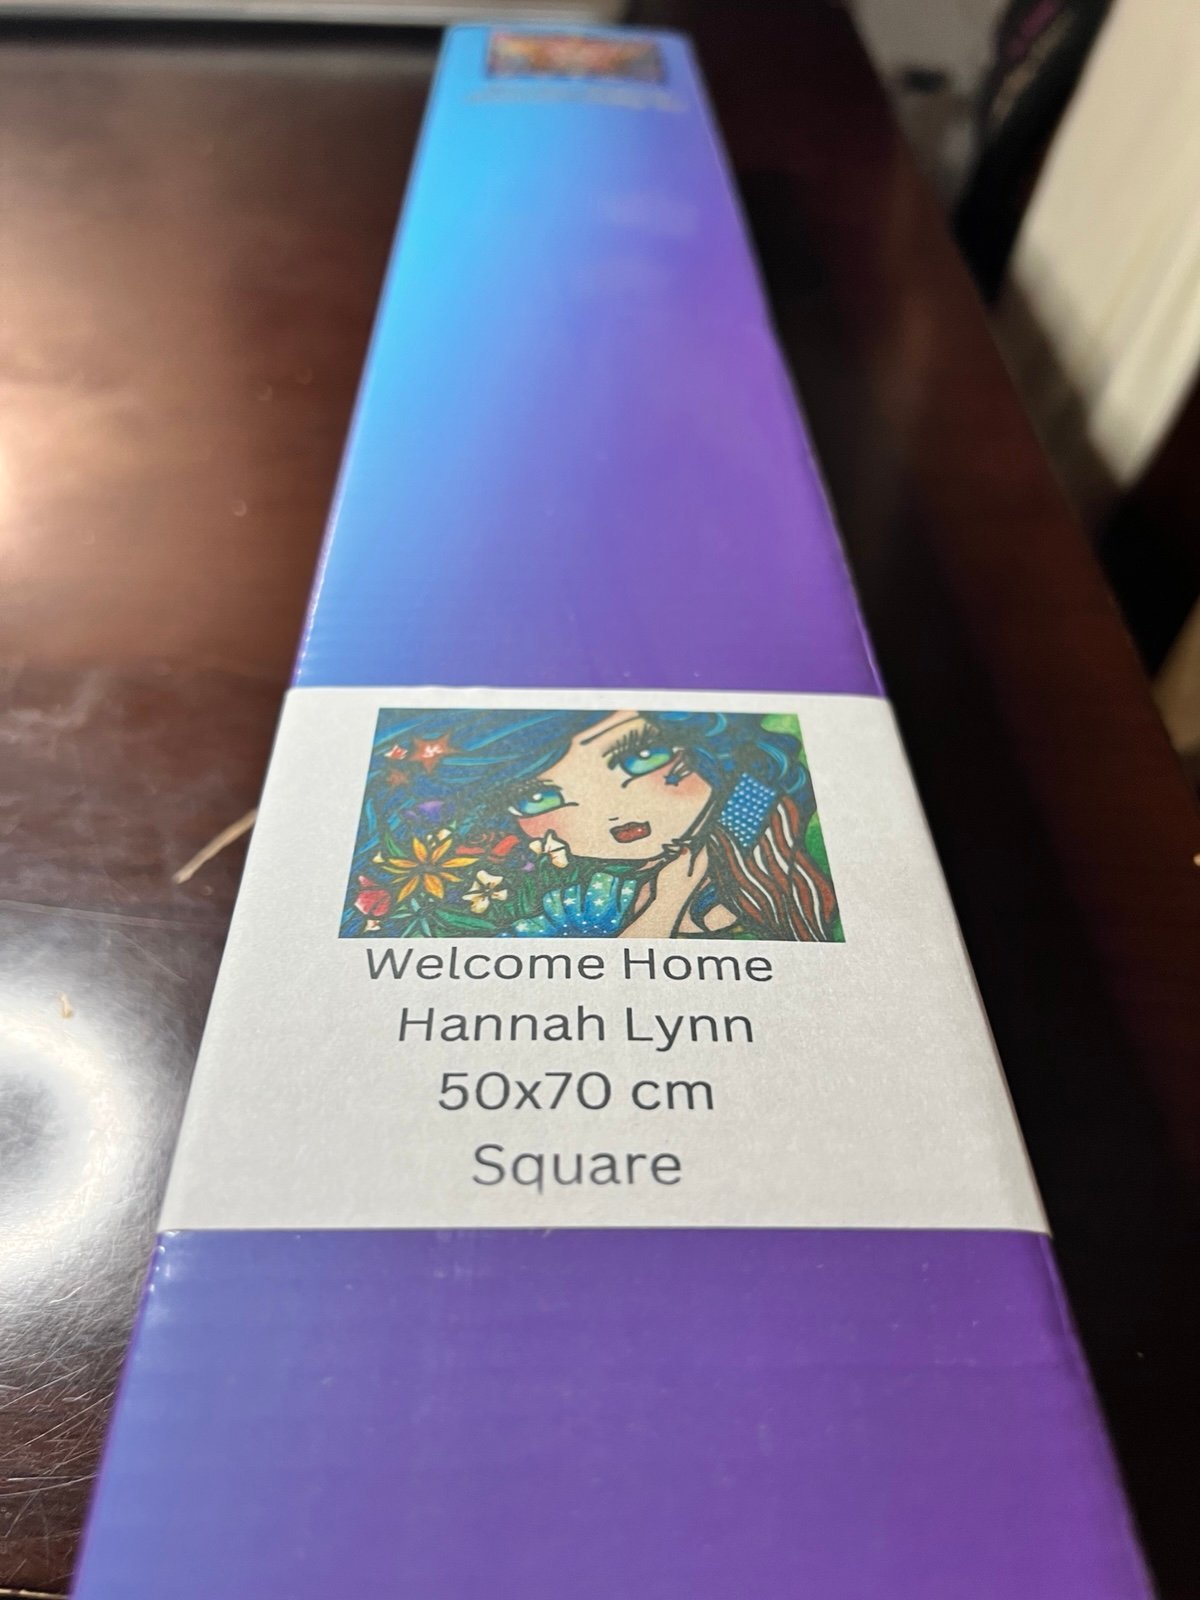 Welcome Home
Hannah Lynn
50x70 cm
Square